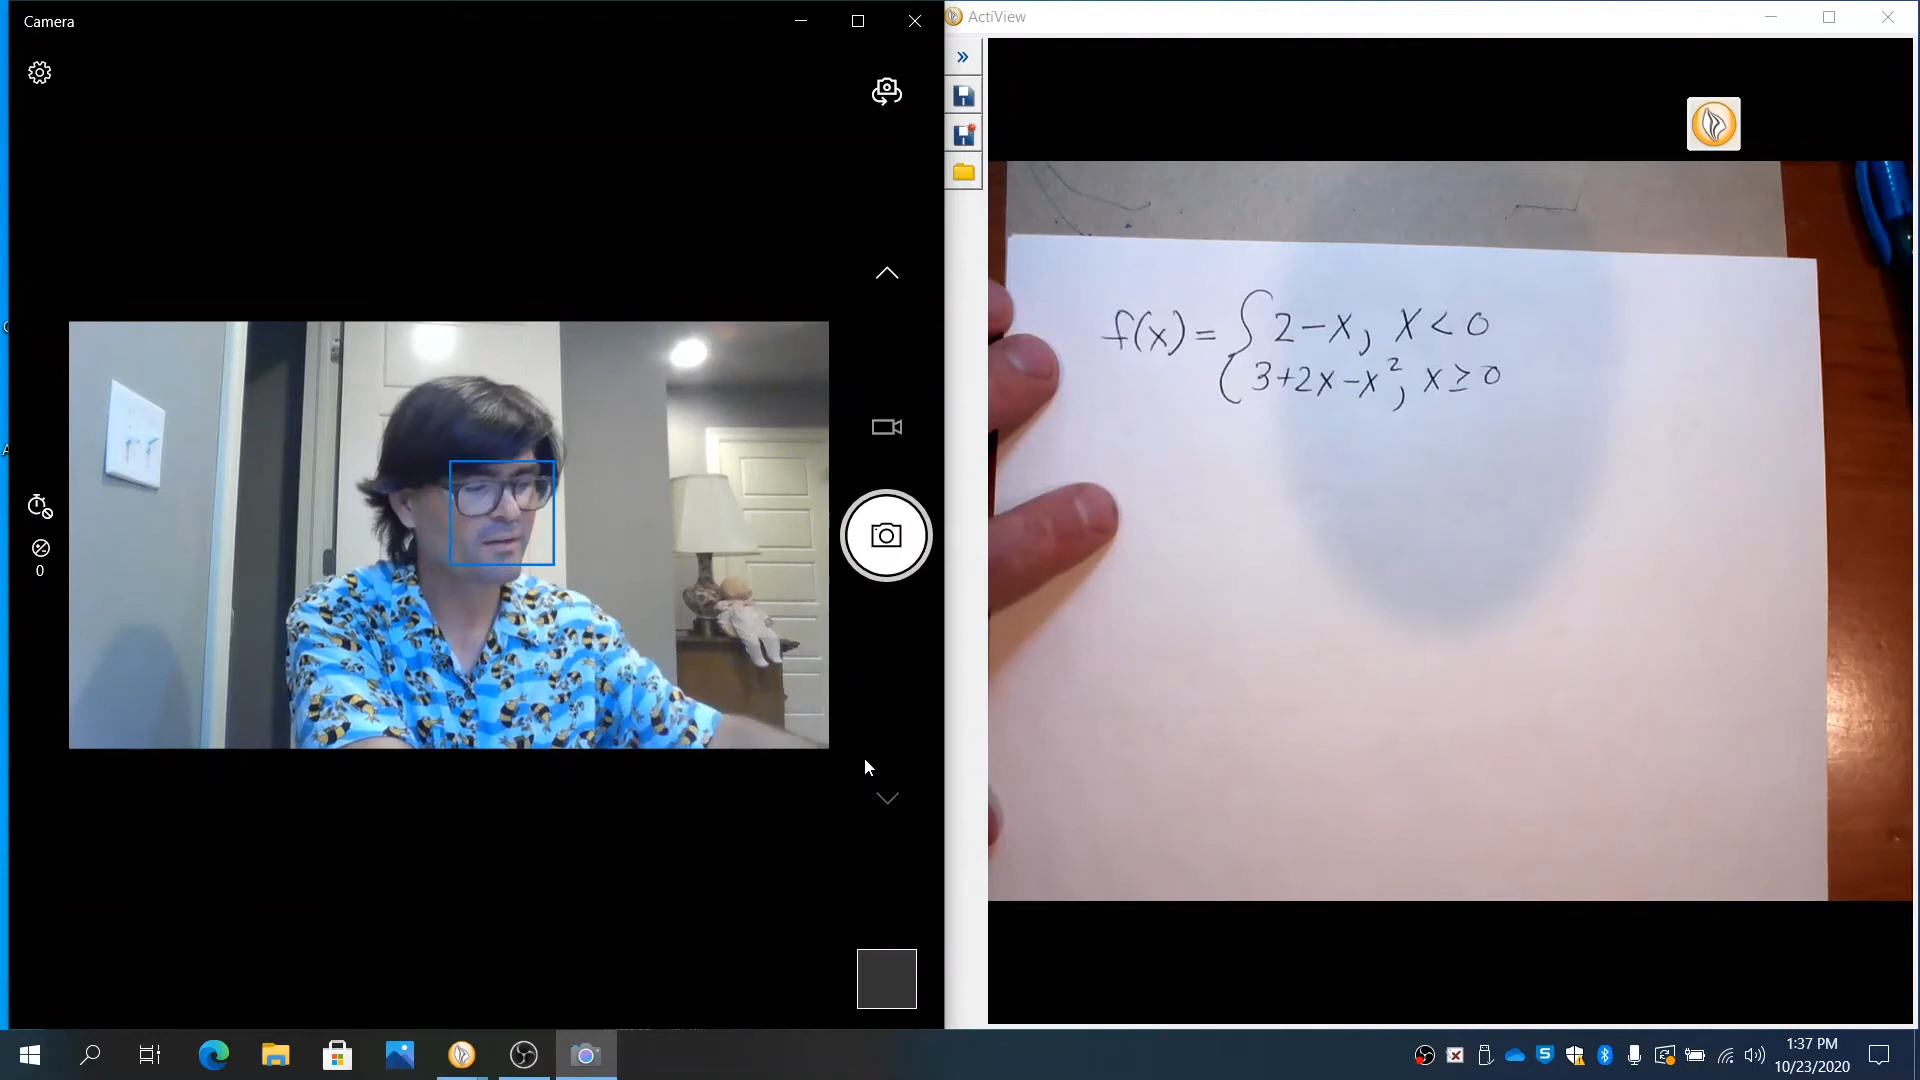 Camera
ActiView
0
f(x) = { 2-x, x < 0
3+2x-x², x ≥ 0
1:37 PM
10/23/2020